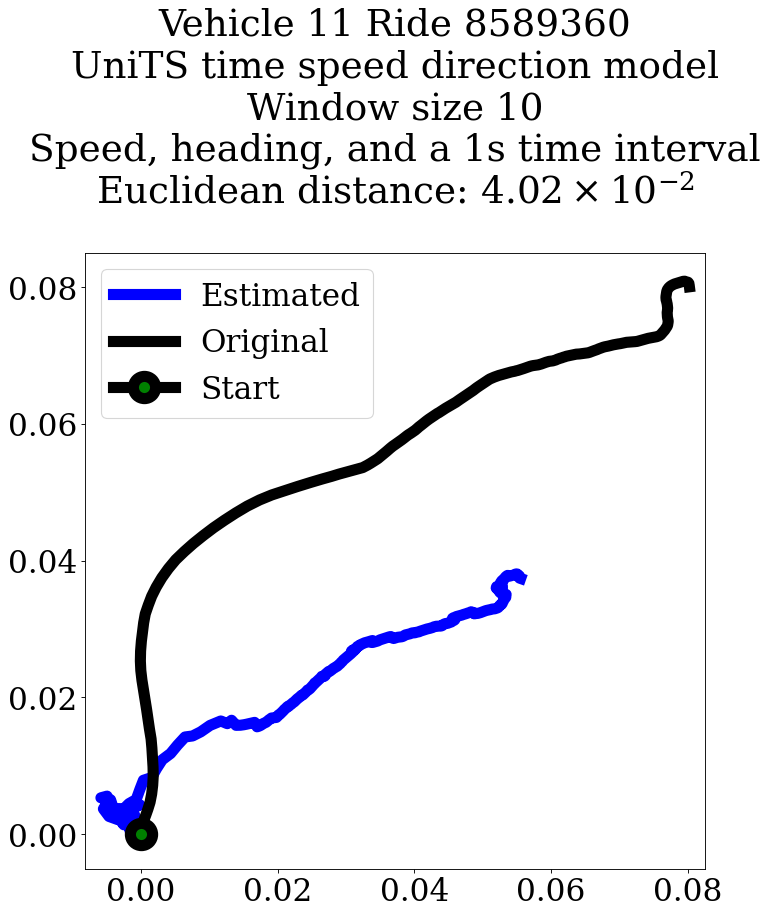 Vehicle 11 Ride 8589360
UniTS time speed direction model
Window size 10
Speed, heading, and a 1s time interval
Euclidean distance: 4.02 × 10⁻²
Estimated
Original
Start
0.08
0.06
0.04
0.02
0.00
0.00 0.02 0.04 0.06 0.08